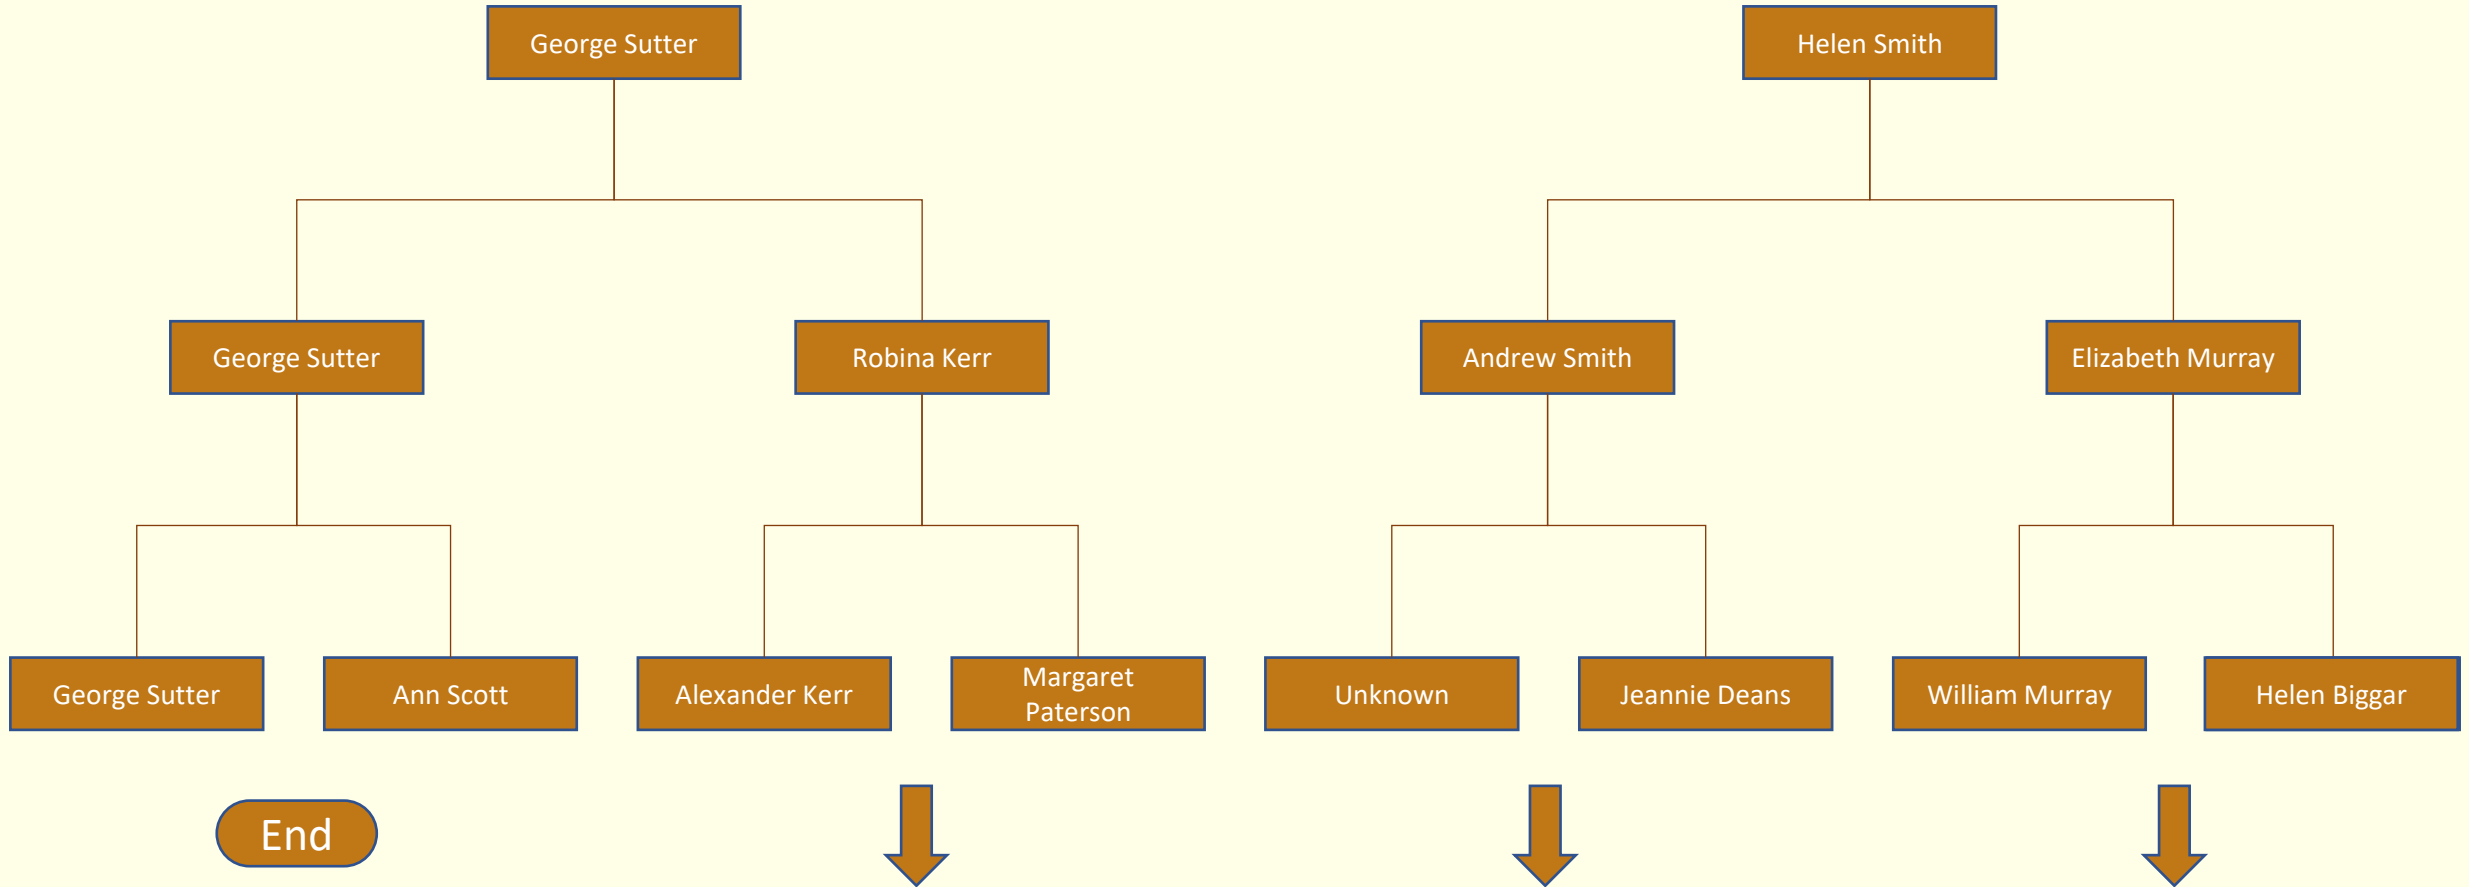 George Sutter
Helen Smith
George Sutter
Robina Kerr
Andrew Smith
Elizabeth Murray
George Sutter
Ann Scott
Alexander Kerr
Margaret
Paterson
Unknown
Jeannie Deans
William Murray
Helen Biggar
End